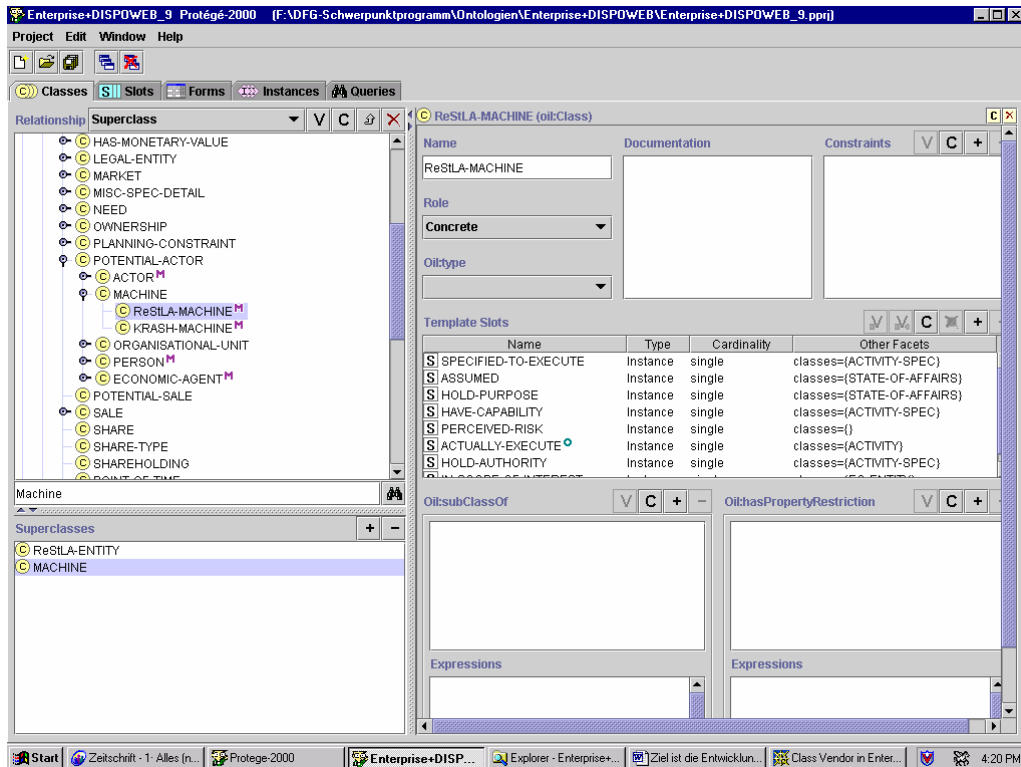 Enterprise+DISPOWEB_9 Protégé-2000 (F:\DFG-Schwerpunktprogramm\Ontologien\Enterprise+DISPOWEB\Enterprise+DISPOWEB_9.pprj)
Project Edit Window Help
C Classes S Slots Forms Instances Queries
Relationship Superclass V C
HAS-MONETARY-VALUE
LEGAL-ENTITY
MARKET
MISC-SPEC-DETAIL
NEED
OWNERSHIP
PLANNING-CONSTRAINT
POTENTIAL-ACTOR
ACTOR M
MACHINE
ReStLA-MACHINE M
KRASH-MACHINE M
ORGANISATIONAL-UNIT
PERSON M
ECONOMIC-AGENT M
POTENTIAL-SALE
SALE
SHARE
SHARE-TYPE
SHAREHOLDING
POINT-OF-TIME
Machine
Superclasses + −
C ReStLA-ENTITY
C MACHINE
C ReStLA-MACHINE (oil:Class) C ×
Name Documentation Constraints V C +
ReStLA-MACHINE
Role
Concrete
Oil:type
Template Slots C +
Name Type Cardinality Other Facets
S SPECIFIED-TO-EXECUTE Instance single classes={ACTIVITY-SPEC}
S ASSUMED Instance single classes={STATE-OF-AFFAIRS}
S HOLD-PURPOSE Instance single classes={STATE-OF-AFFAIRS}
S HAVE-CAPABILITY Instance single classes={ACTIVITY-SPEC}
S PERCEIVED-RISK Instance single classes={}
S ACTUALLY-EXECUTE Instance single classes={ACTIVITY}
S HOLD-AUTHORITY Instance single classes={ACTIVITY-SPEC}
Oil:subClassOf V C + − Oil:hasPropertyRestriction V C +
Expressions Expressions
Start Zeitschrift - 1· Alles (n... Protege-2000 Enterprise+DISP... Explorer - Enterprise+... Ziel ist die Entwicklun... Class Vendor in Enter... 4:20 PM